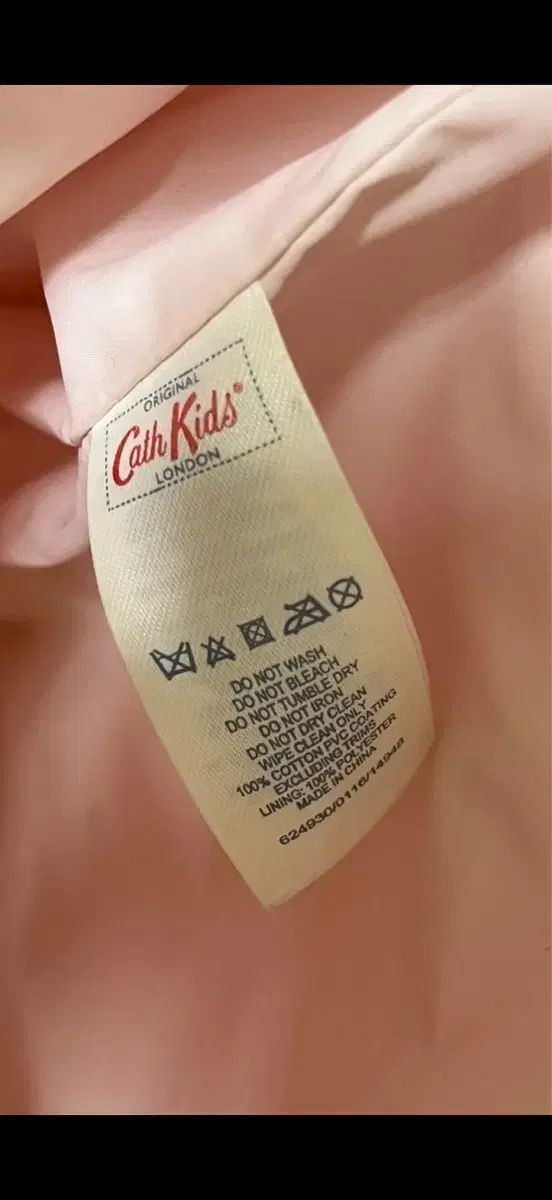 ORIGINAL
Cath Kids®
LONDON
DO NOT WASH
DO NOT BLEACH
DO NOT TUMBLE DRY
DO NOT IRON
DO NOT DRY CLEAN
WIPE CLEAN ONLY
100% COTTON PVC COATING
EXCLUDING TRIMS
LINING: 100% POLYESTER
MADE IN CHINA
624930/0116/14948